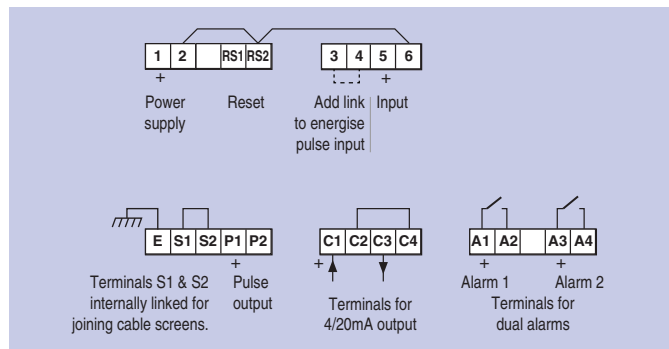 1 2 RS1 RS2
3 4 5 6
+
+
Power
supply
Reset
Add link
to energise
pulse input
Input
E S1 S2 P1 P2
C1 C2 C3 C4
A1 A2 A3 A4
+
+
+
+
Terminals S1 & S2
internally linked for
joining cable screens.
Pulse
output
Terminals for
4/20mA output
Alarm 1
Alarm 2
Terminals for
dual alarms